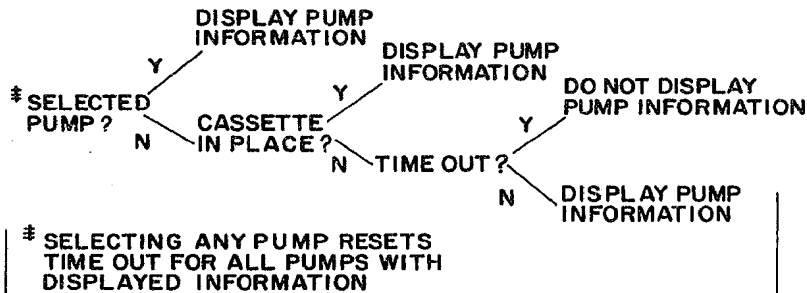 DISPLAY PUMP
INFORMATION
Y
DISPLAY PUMP
INFORMATION
Y
DO NOT DISPLAY
PUMP INFORMATION
Y
‡ SELECTED
PUMP?
N
CASSETTE
IN PLACE?
N
TIME OUT?
N
DISPLAY PUMP
INFORMATION
‡ SELECTING ANY PUMP RESETS
TIME OUT FOR ALL PUMPS WITH
DISPLAYED INFORMATION